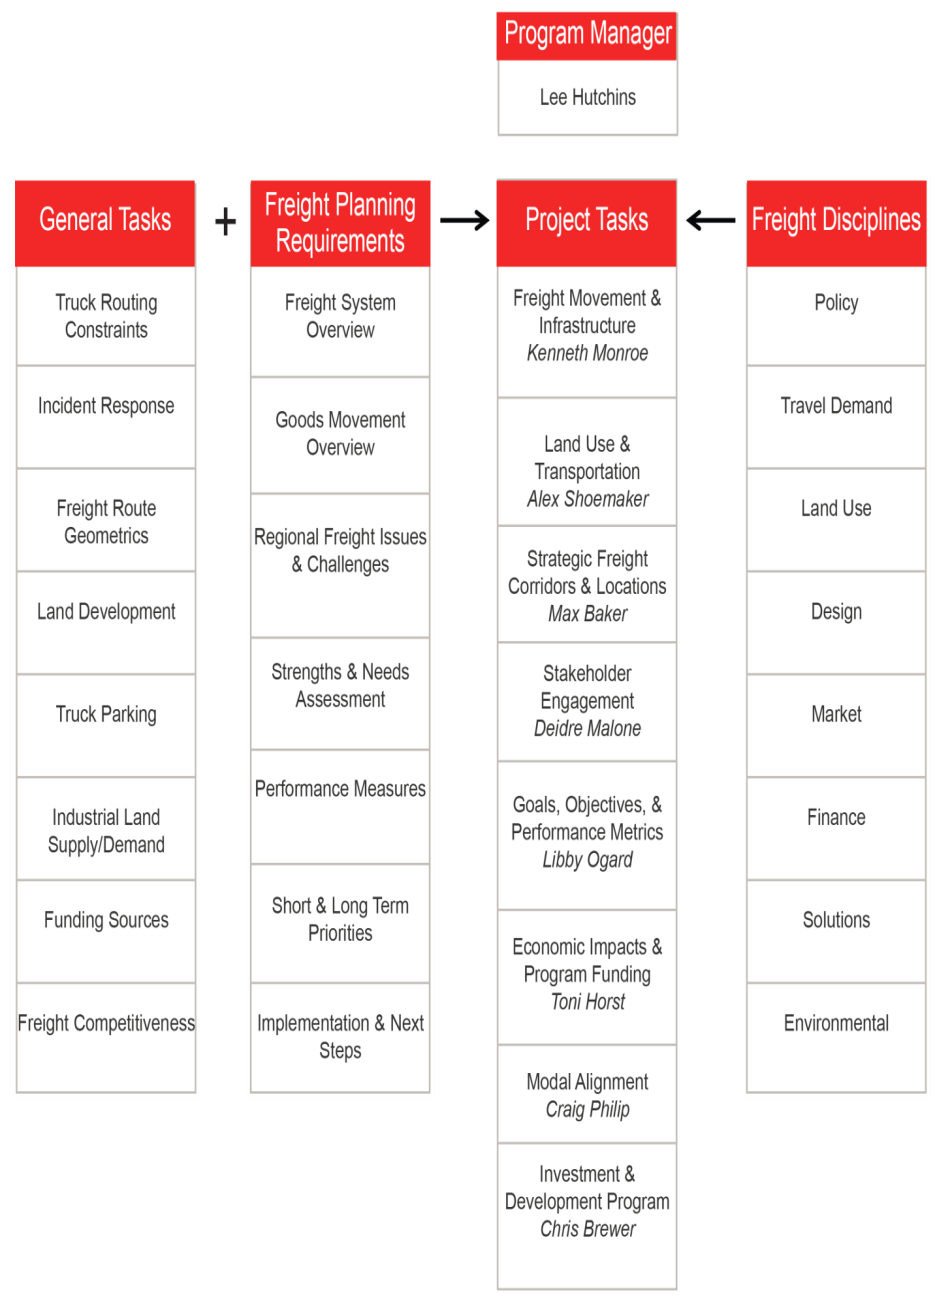 Program Manager
Lee Hutchins
General Tasks
Truck Routing
Constraints
Incident Response
Freight Route
Geometrics
Land Development
Truck Parking
Industrial Land
Supply/Demand
Funding Sources
Freight Competitiveness
+
Freight Planning
Requirements
Freight System
Overview
Goods Movement
Overview
Regional Freight Issues
& Challenges
Strengths & Needs
Assessment
Performance Measures
Short & Long Term
Priorities
Implementation & Next
Steps
Project Tasks
Freight Movement &
Infrastructure
Kenneth Monroe
Land Use &
Transportation
Alex Shoemaker
Strategic Freight
Corridors & Locations
Max Baker
Stakeholder
Engagement
Deidre Malone
Goals, Objectives, &
Performance Metrics
Libby Ogard
Economic Impacts &
Program Funding
Toni Horst
Modal Alignment
Craig Philip
Investment &
Development Program
Chris Brewer
Freight Disciplines
Policy
Travel Demand
Land Use
Design
Market
Finance
Solutions
Environmental